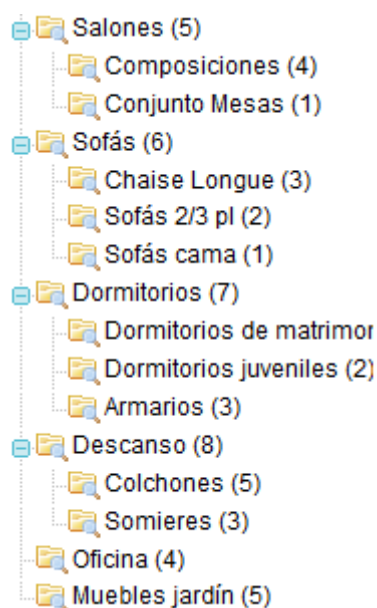 Salones (5)
Composiciones (4)
Conjunto Mesas (1)
Sofás (6)
Chaise Longue (3)
Sofás 2/3 pl (2)
Sofás cama (1)
Dormitorios (7)
Dormitorios de matrimor
Dormitorios juveniles (2)
Armarios (3)
Descanso (8)
Colchones (5)
Somieres (3)
Oficina (4)
Muebles jardín (5)